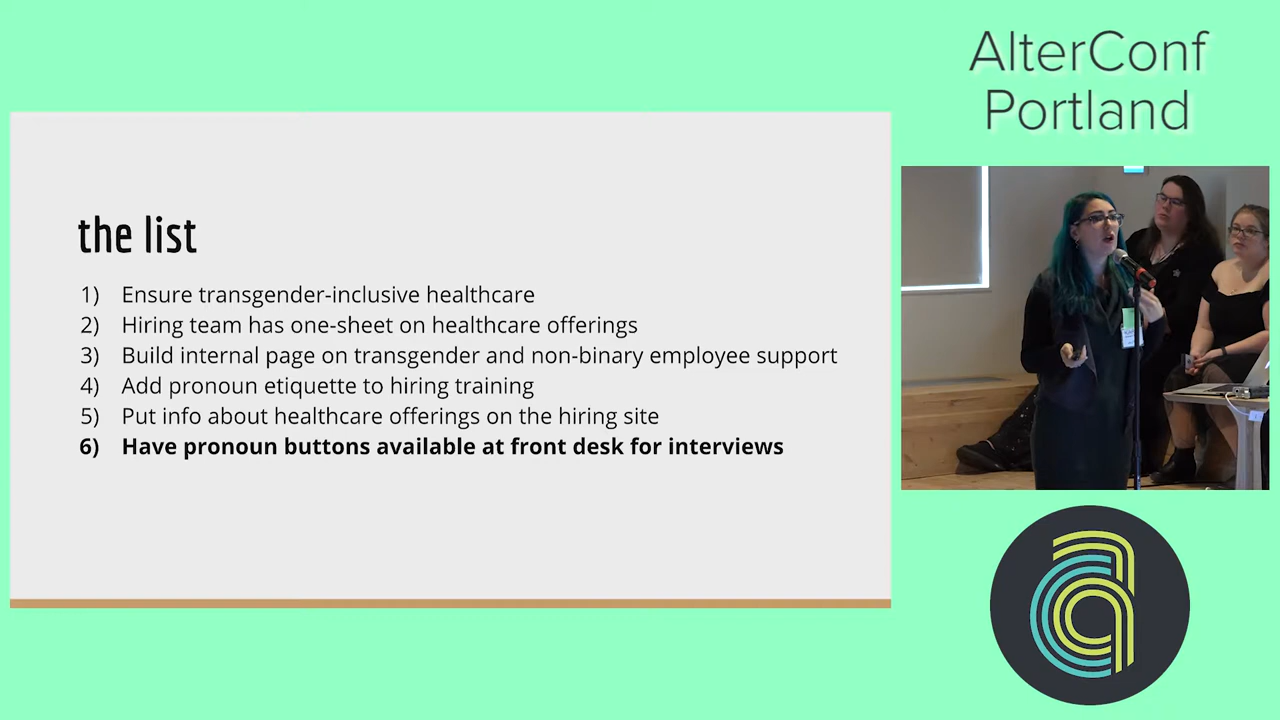 AlterConf
Portland
the list
1) Ensure transgender-inclusive healthcare
2) Hiring team has one-sheet on healthcare offerings
3) Build internal page on transgender and non-binary employee support
4) Add pronoun etiquette to hiring training
5) Put info about healthcare offerings on the hiring site
6) Have pronoun buttons available at front desk for interviews